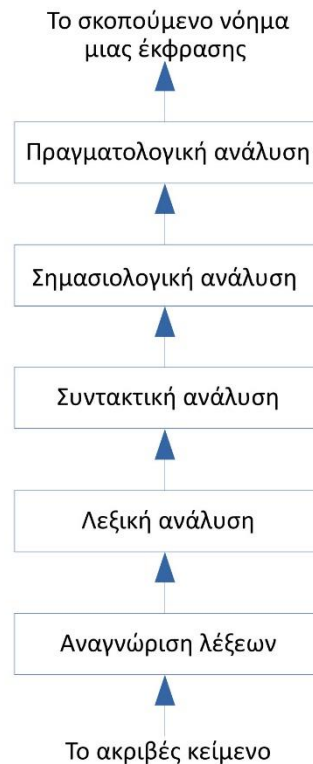 Το σκοπούμενο νόημα
μιας έκφρασης
Πραγματολογική ανάλυση
Σημασιολογική ανάλυση
Συντακτική ανάλυση
Λεξική ανάλυση
Αναγνώριση λέξεων
Το ακριβές κείμενο